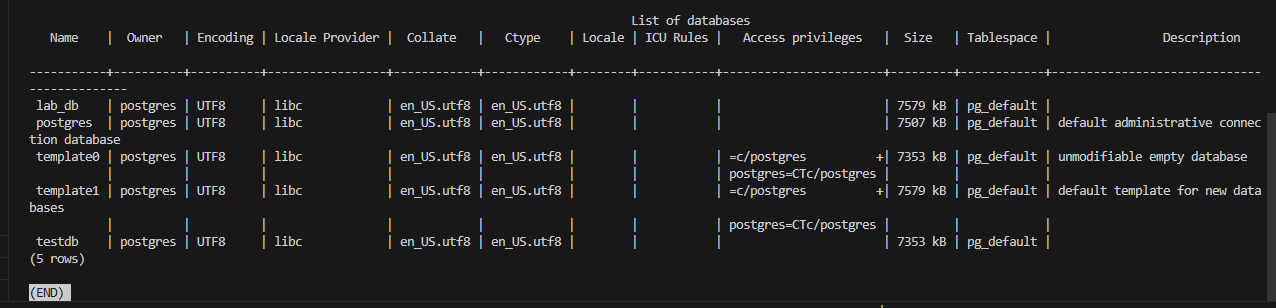 List of databases
Name | Owner | Encoding | Locale Provider | Collate | Ctype | Locale | ICU Rules | Access privileges | Size | Tablespace | Description
-----------+----------+----------+-----------------+------------+------------+--------+-----------+-----------------------+---------+------------+------------------------------
--------------
lab_db | postgres | UTF8 | libc | en_US.utf8 | en_US.utf8 | | | | 7579 kB | pg_default |
postgres | postgres | UTF8 | libc | en_US.utf8 | en_US.utf8 | | | | 7507 kB | pg_default | default administrative connec
tion database
template0 | postgres | UTF8 | libc | en_US.utf8 | en_US.utf8 | | | =c/postgres +| 7353 kB | pg_default | unmodifiable empty database
| | | | | | | | postgres=CTc/postgres | | |
template1 | postgres | UTF8 | libc | en_US.utf8 | en_US.utf8 | | | =c/postgres +| 7579 kB | pg_default | default template for new data
bases
| | | | | | | | postgres=CTc/postgres | | |
testdb | postgres | UTF8 | libc | en_US.utf8 | en_US.utf8 | | | | 7353 kB | pg_default |
(5 rows)
(END)